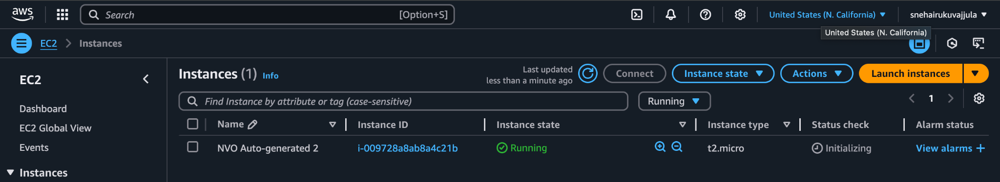 aws
Search [Option+S]
United States (N. California)
snehairukuvajjula
United States (N. California)
EC2
Instances
EC2
Dashboard
EC2 Global View
Events
Instances
Instances (1) Info
Last updated
less than a minute ago
Connect
Instance state
Actions
Launch instances
Find Instance by attribute or tag (case-sensitive)
Running
1
Name Instance ID Instance state Instance type Status check Alarm status
NVO Auto-generated 2 i-009728a8ab8a4c21b Running t2.micro Initializing View alarms +